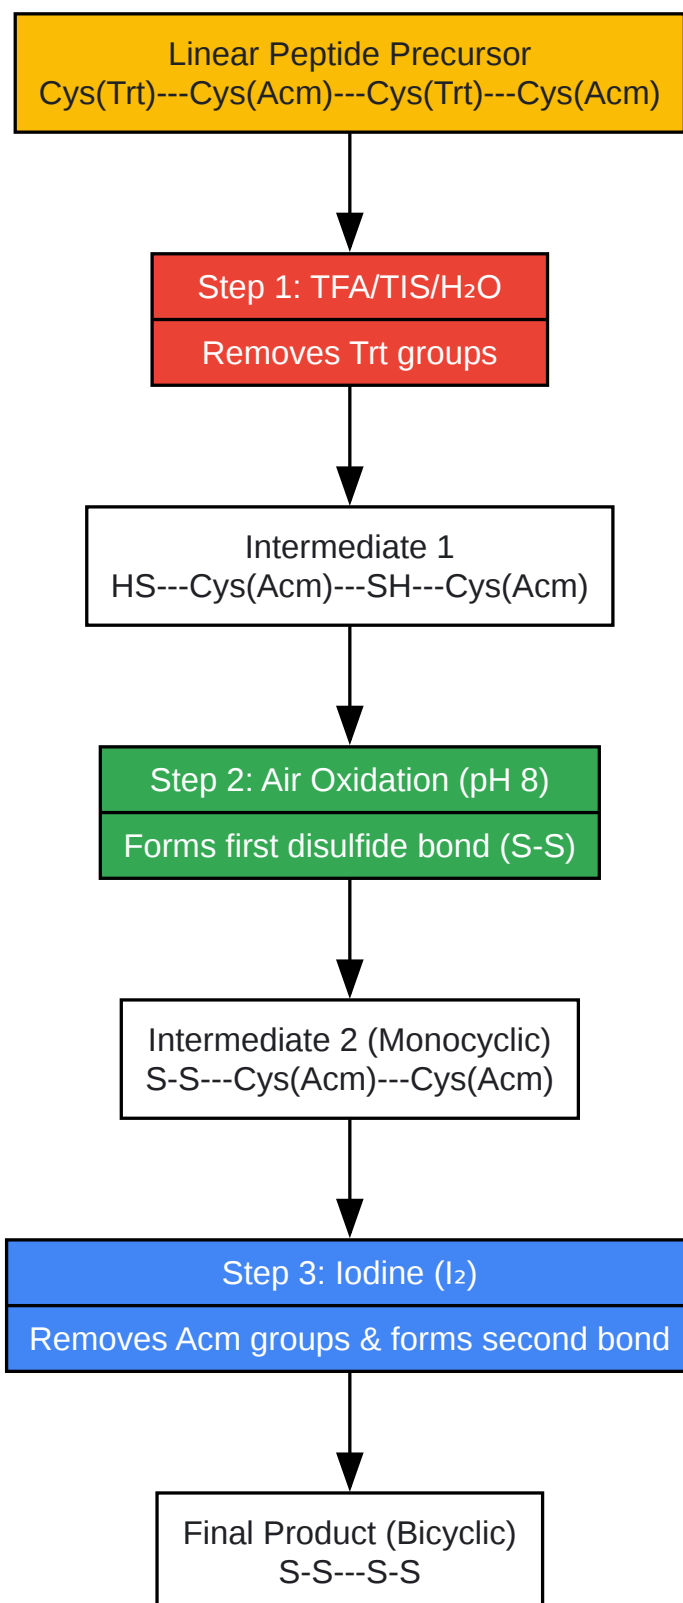 Linear Peptide Precursor
Cys(Trt)---Cys(Acm)---Cys(Trt)---Cys(Acm)
Step 1: TFA/TIS/H₂O
Removes Trt groups
Intermediate 1
HS---Cys(Acm)---SH---Cys(Acm)
Step 2: Air Oxidation (pH 8)
Forms first disulfide bond (S-S)
Intermediate 2 (Monocyclic)
S-S---Cys(Acm)---Cys(Acm)
Step 3: Iodine (I₂)
Removes Acm groups & forms second bond
Final Product (Bicyclic)
S-S---S-S